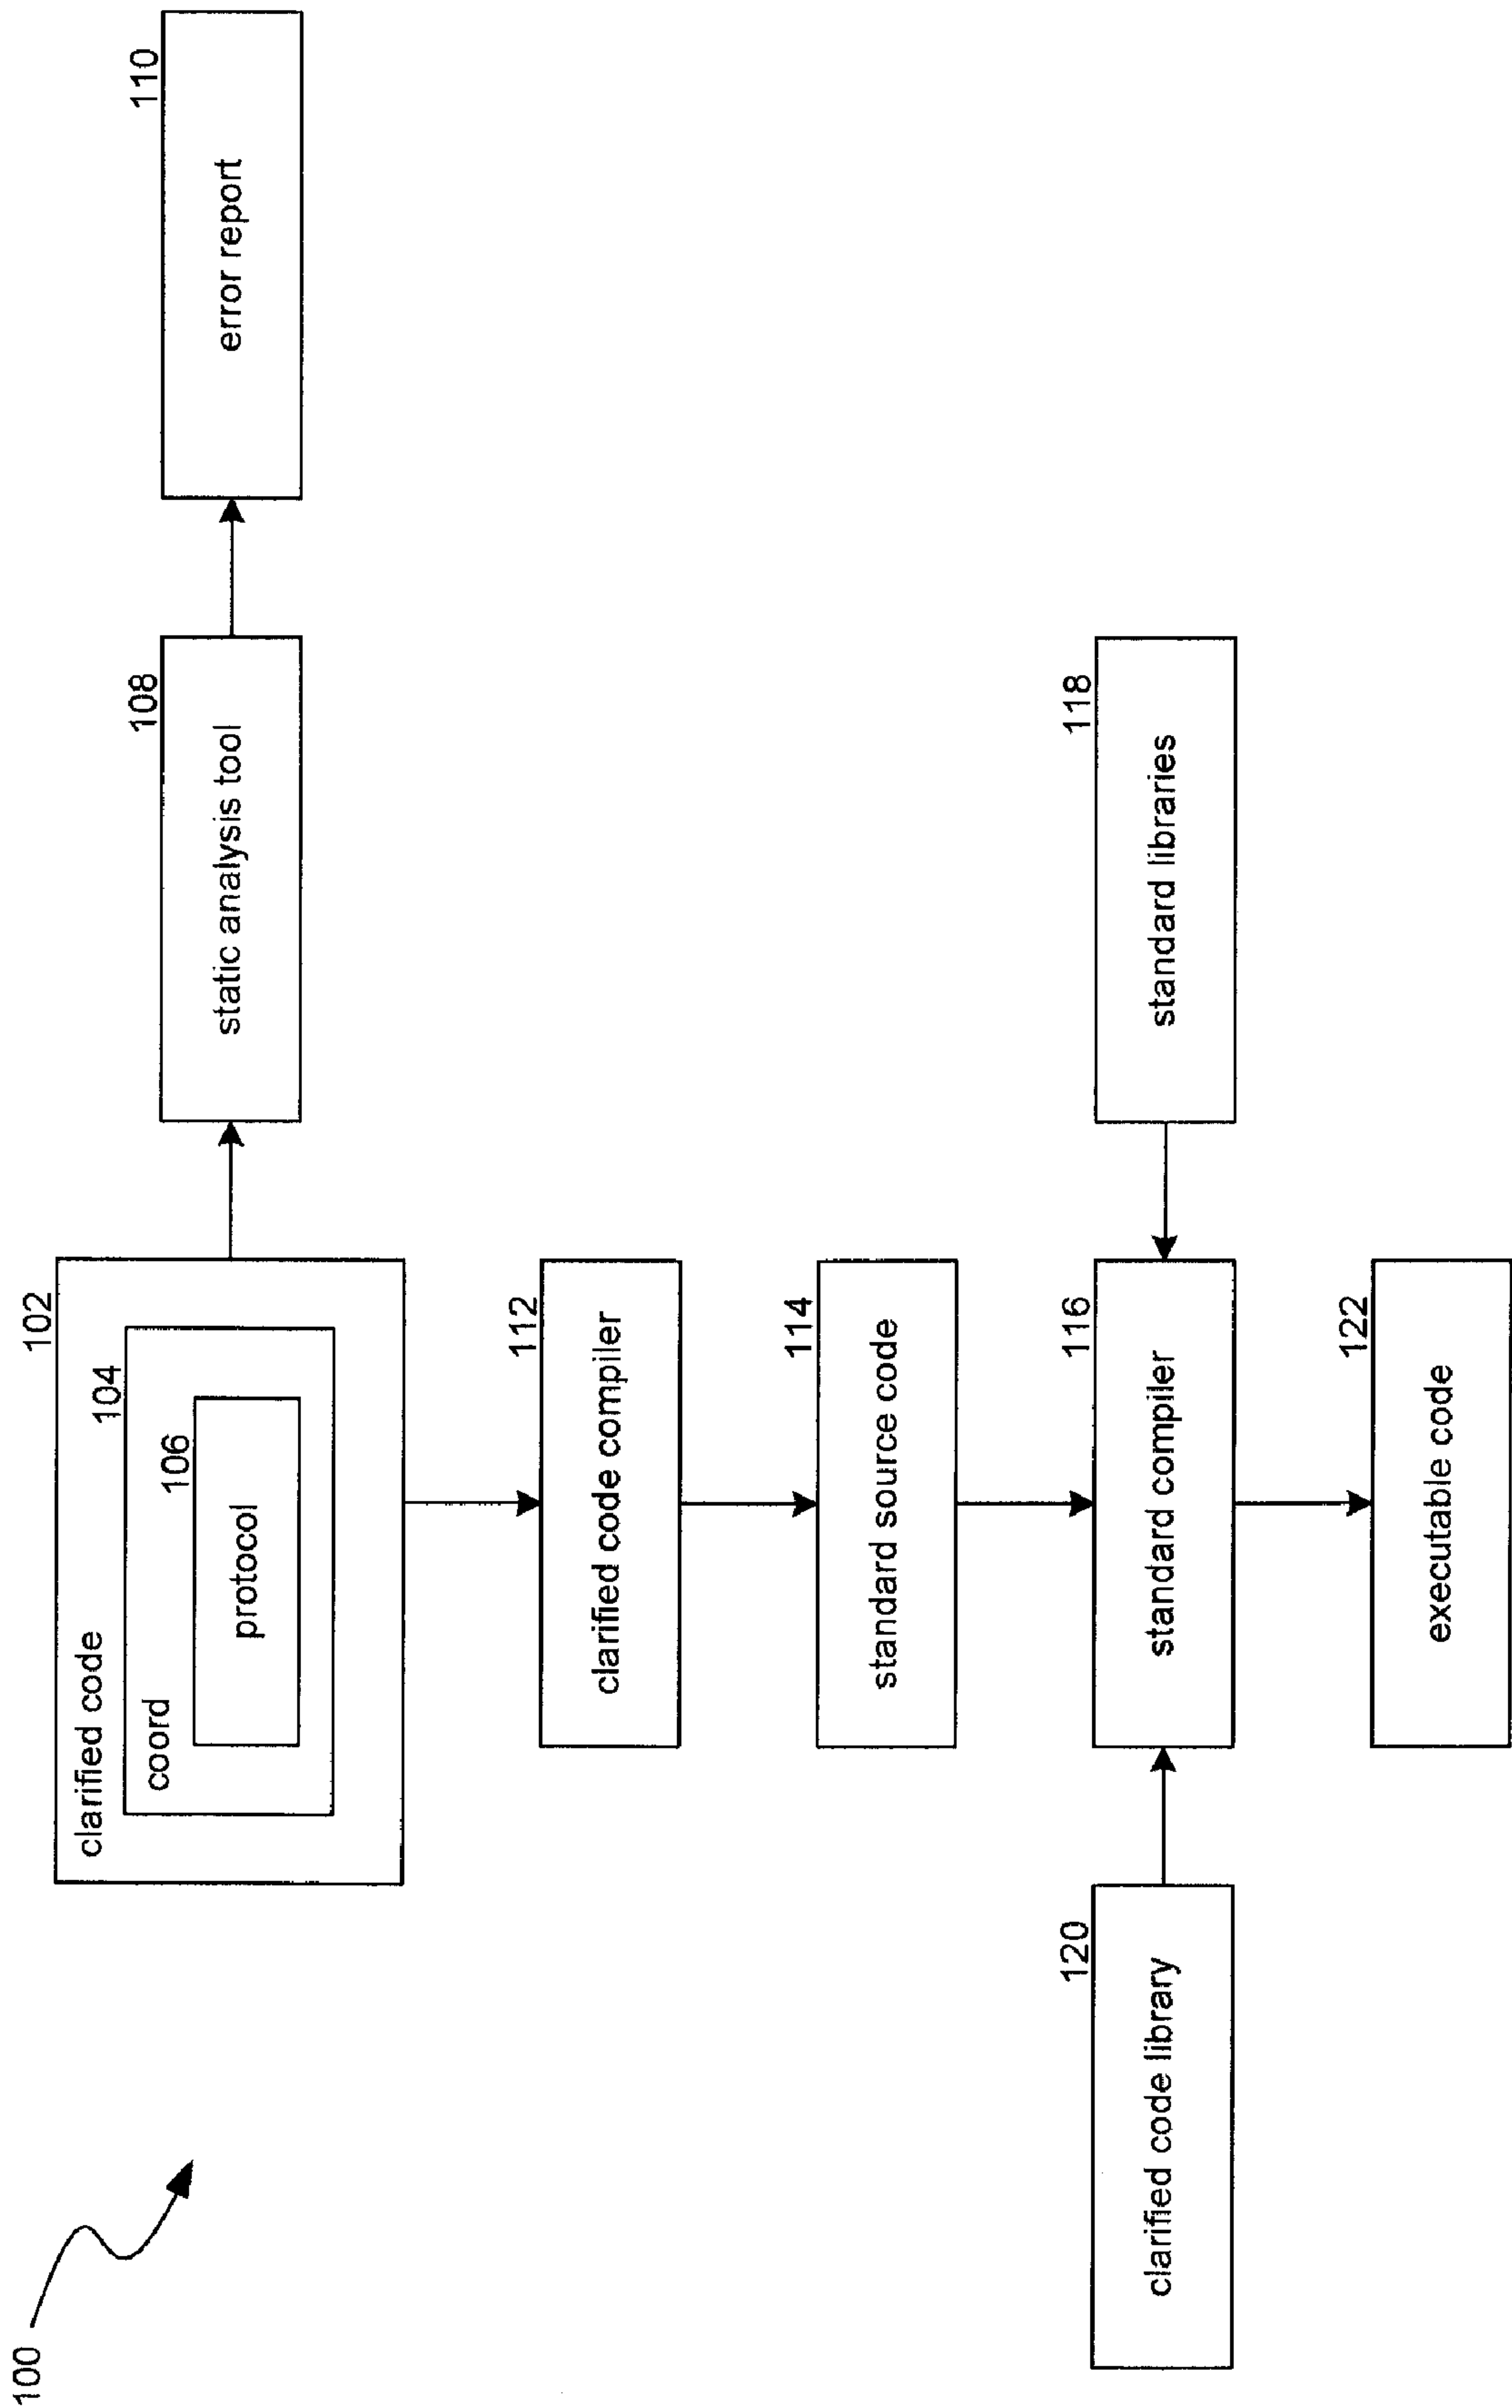 100
clarified code
102
coord
104
protocol
106
static analysis tool
108
error report
110
clarified code compiler
112
standard source code
114
clarified code library
120
standard compiler
116
standard libraries
118
executable code
122